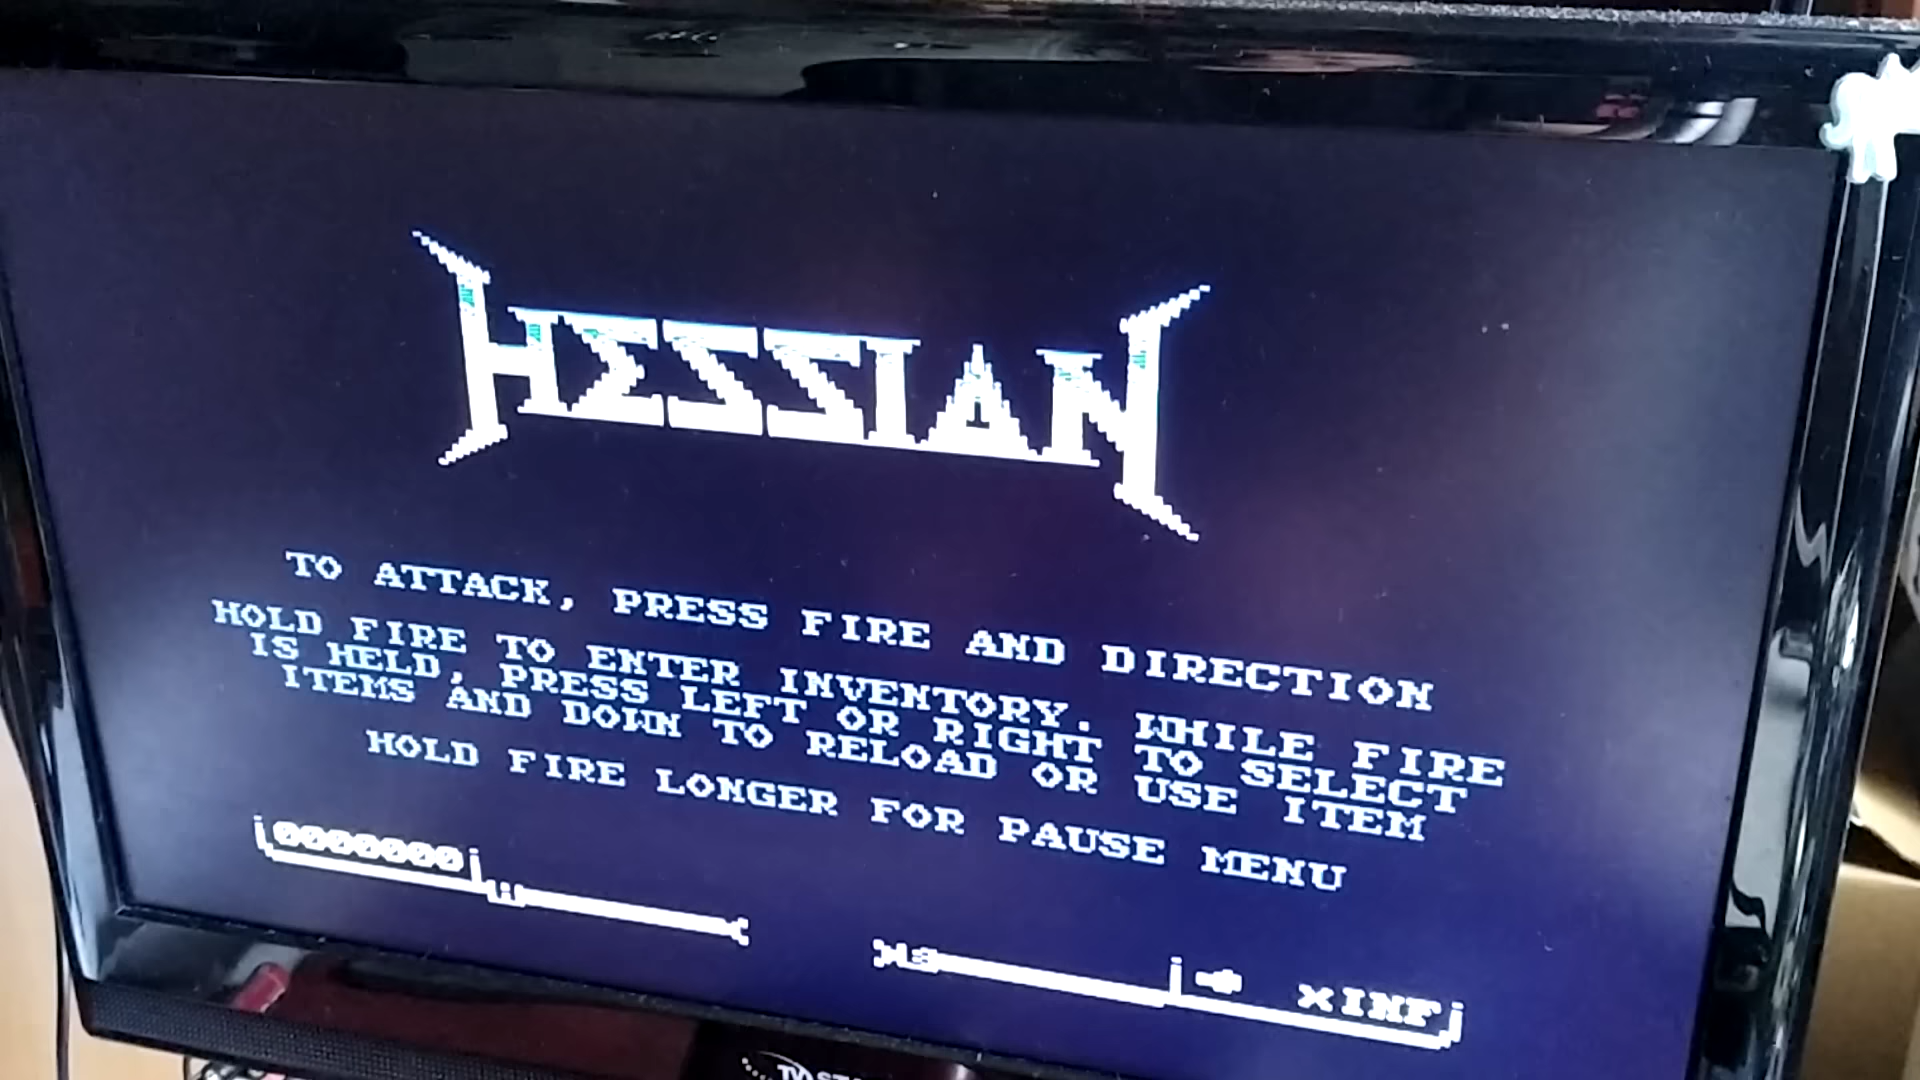 HESSIAN
TO ATTACK, PRESS FIRE AND DIRECTION
HOLD FIRE TO ENTER INVENTORY. WHILE FIRE
IS HELD, PRESS LEFT OR RIGHT TO SELECT
ITEMS AND DOWN TO RELOAD OR USE ITEM
HOLD FIRE LONGER FOR PAUSE MENU
0000000
xINF
TV